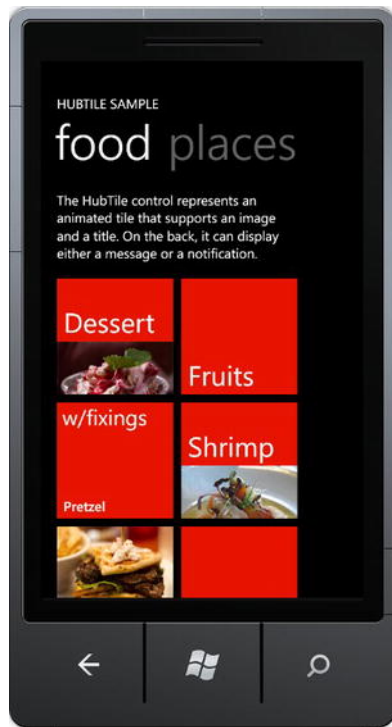 HUBTILE SAMPLE
food places
The HubTile control represents an
animated tile that supports an image
and a title. On the back, it can display
either a message or a notification.
Dessert
Fruits
w/fixings
Pretzel
Shrimp